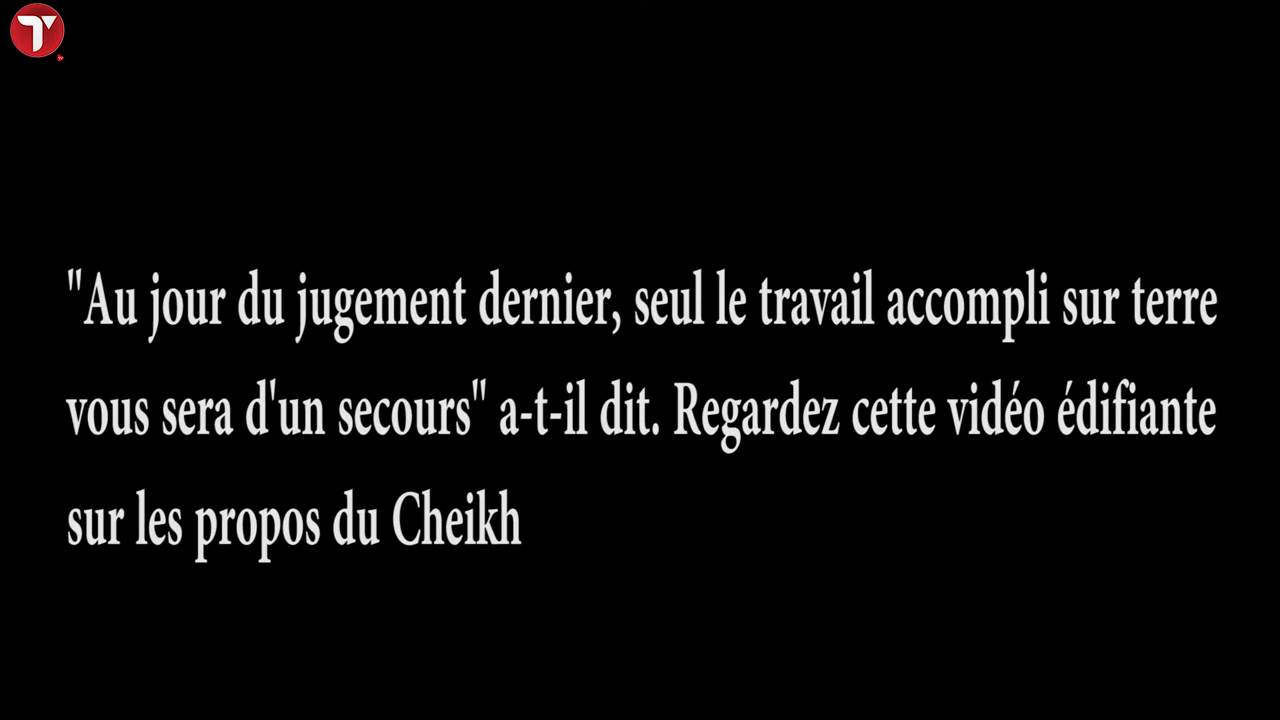 "Au jour du jugement dernier, seul le travail accompli sur terre
vous sera d'un secours" a-t-il dit. Regardez cette vidéo édifiante
sur les propos du Cheikh